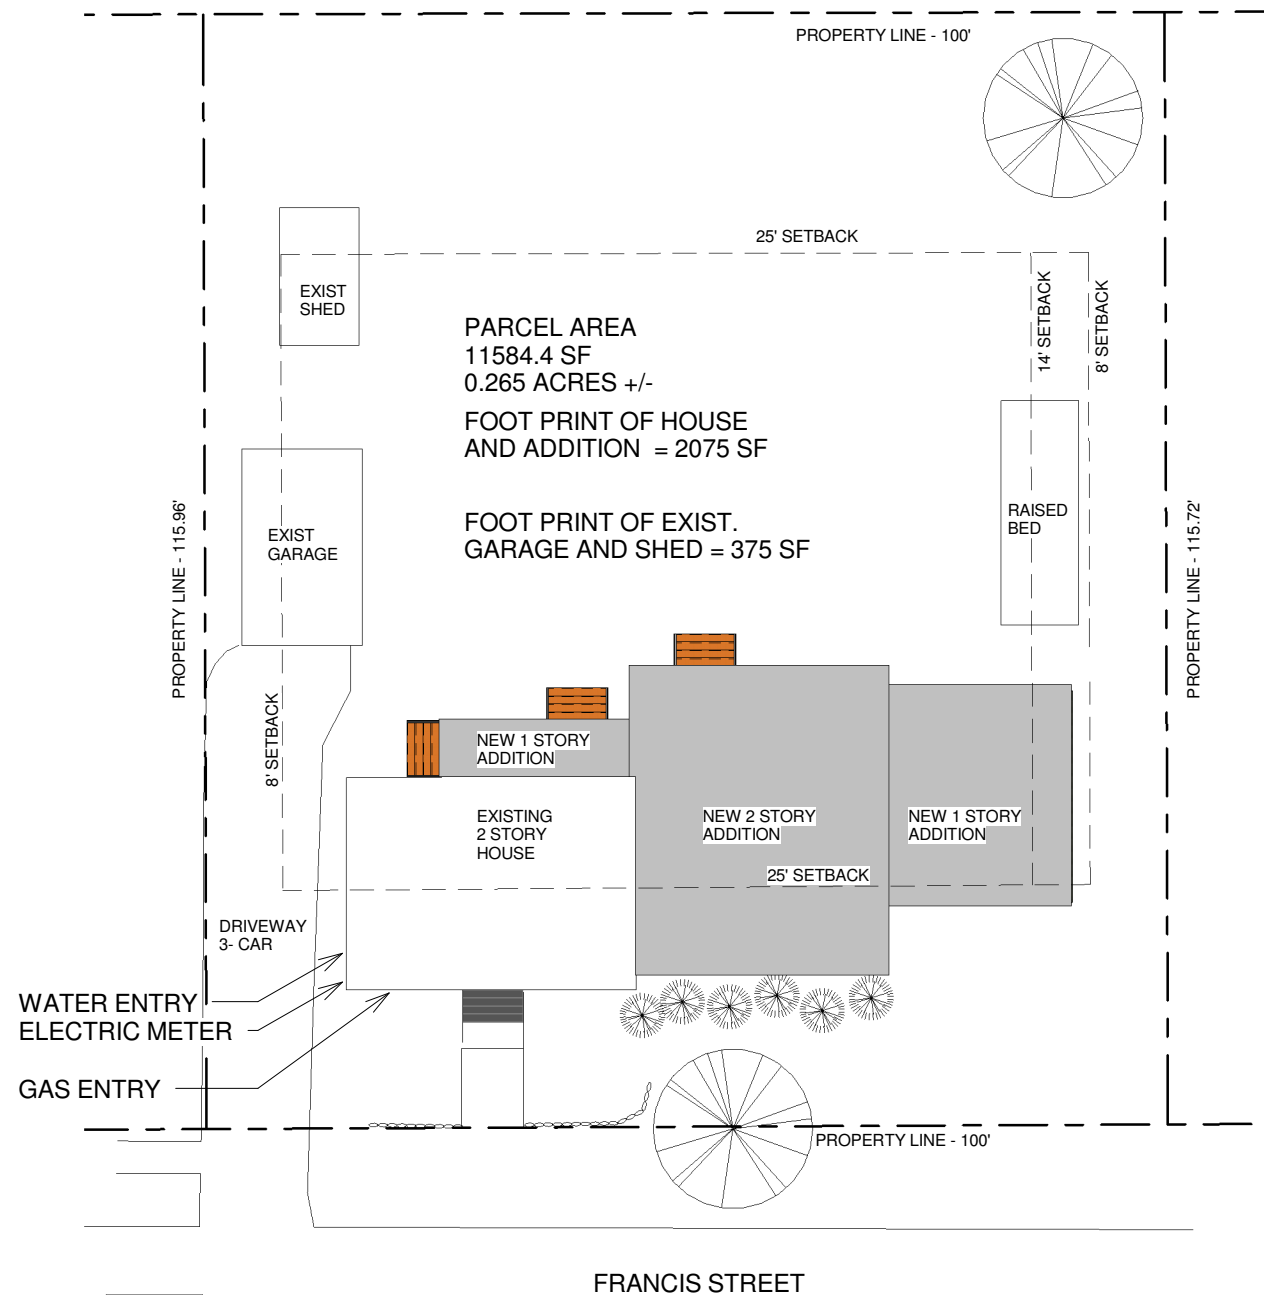 PROPERTY LINE - 100'
25' SETBACK
EXIST
SHED
14' SETBACK
8' SETBACK
PARCEL AREA
11584.4 SF
0.265 ACRES +/-
FOOT PRINT OF HOUSE
AND ADDITION  = 2075 SF
FOOT PRINT OF EXIST.
GARAGE AND SHED = 375 SF
PROPERTY LINE - 115.96'
EXIST
GARAGE
RAISED
BED
PROPERTY LINE - 115.72'
8' SETBACK
NEW 1 STORY
ADDITION
EXISTING
2 STORY
HOUSE
NEW 2 STORY
ADDITION
NEW 1 STORY
ADDITION
25' SETBACK
DRIVEWAY
3- CAR
WATER ENTRY
ELECTRIC METER
GAS ENTRY
PROPERTY LINE - 100'
FRANCIS STREET